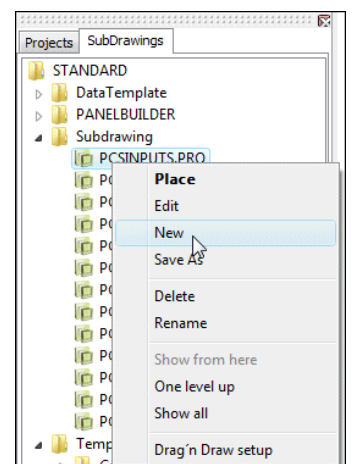 Projects SubDrawings
STANDARD
DataTemplate
PANELBUILDER
Subdrawing
PCSINPUTS.PRO
Place
Edit
New
Save As
Delete
Rename
Show from here
One level up
Show all
Drag´n Draw setup